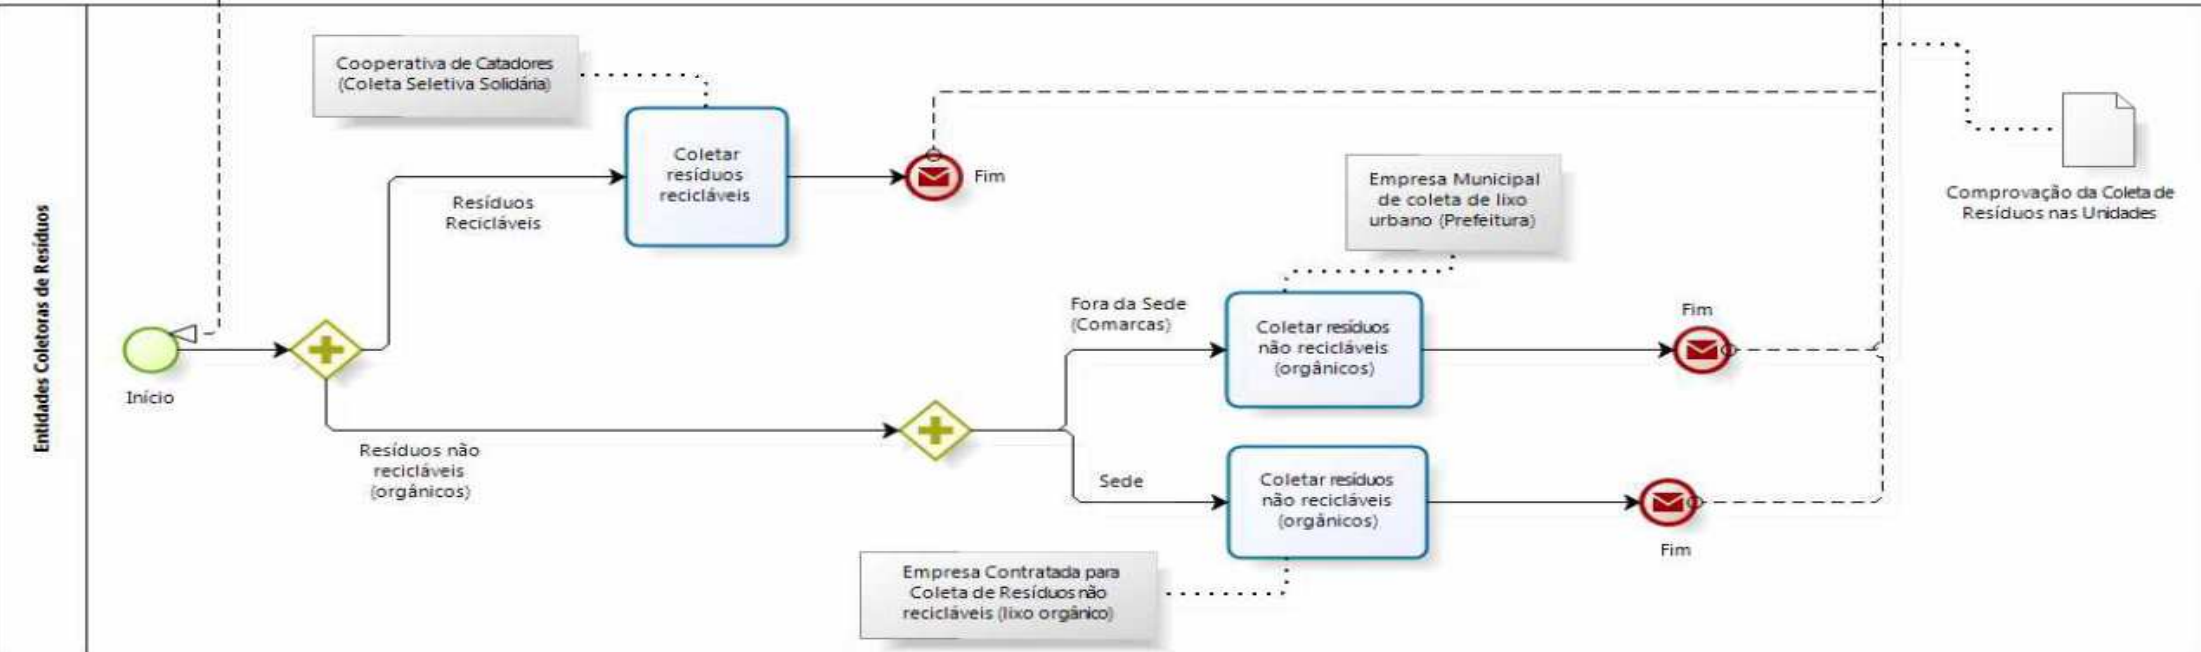 Entidades Coletoras de Resíduos
Cooperativa de Catadores
(Coleta Seletiva Solidária)
Coletar
resíduos
recicláveis
Fim
Resíduos
Recicláveis
Empresa Municipal
de coleta de lixo
urbano (Prefeitura)
Comprovação da Coleta de
Resíduos nas Unidades
Início
Fora da Sede
(Comarcas)
Coletar resíduos
não recicláveis
(orgânicos)
Fim
Resíduos não
recicláveis
(orgânicos)
Sede
Coletar resíduos
não recicláveis
(orgânicos)
Fim
Empresa Contratada para
Coleta de Resíduos não
recicláveis (lixo orgânico)